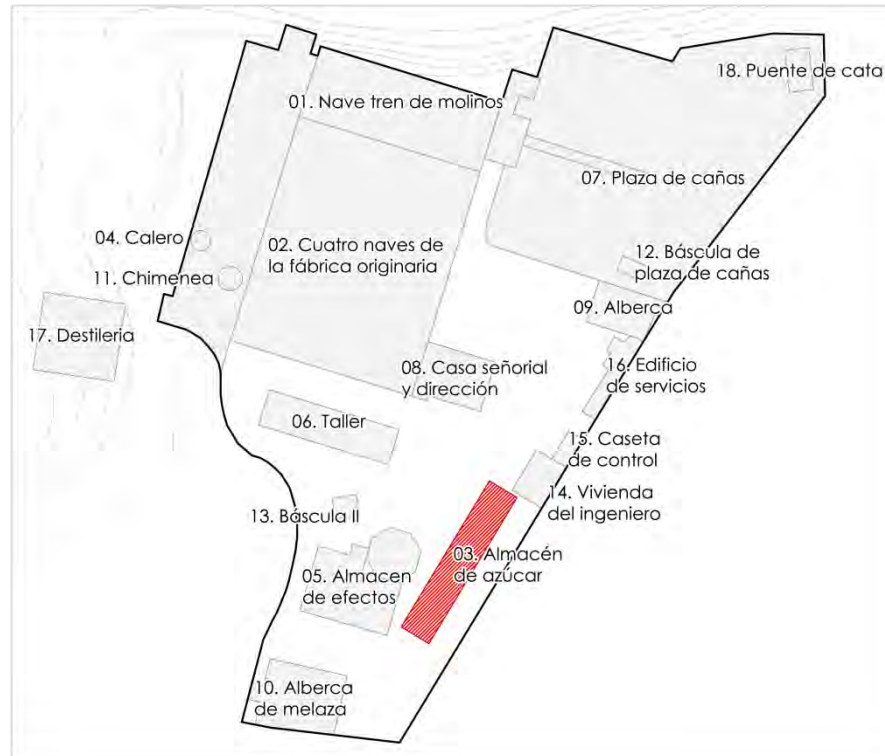 18. Puente de cata
01. Nave tren de molinos
07. Plaza de cañas
04. Calero
02. Cuatro naves de
la fábrica originaria
12. Báscula de
plaza de cañas
11. Chimenea
09. Alberca
17. Destileria
08. Casa señorial
y dirección
16. Edificio
de servicios
06. Taller
15. Caseta
de control
14. Vivienda
del ingeniero
13. Báscula II
03. Almacén
de azúcar
05. Almacen
de efectos
10. Alberca
de melaza